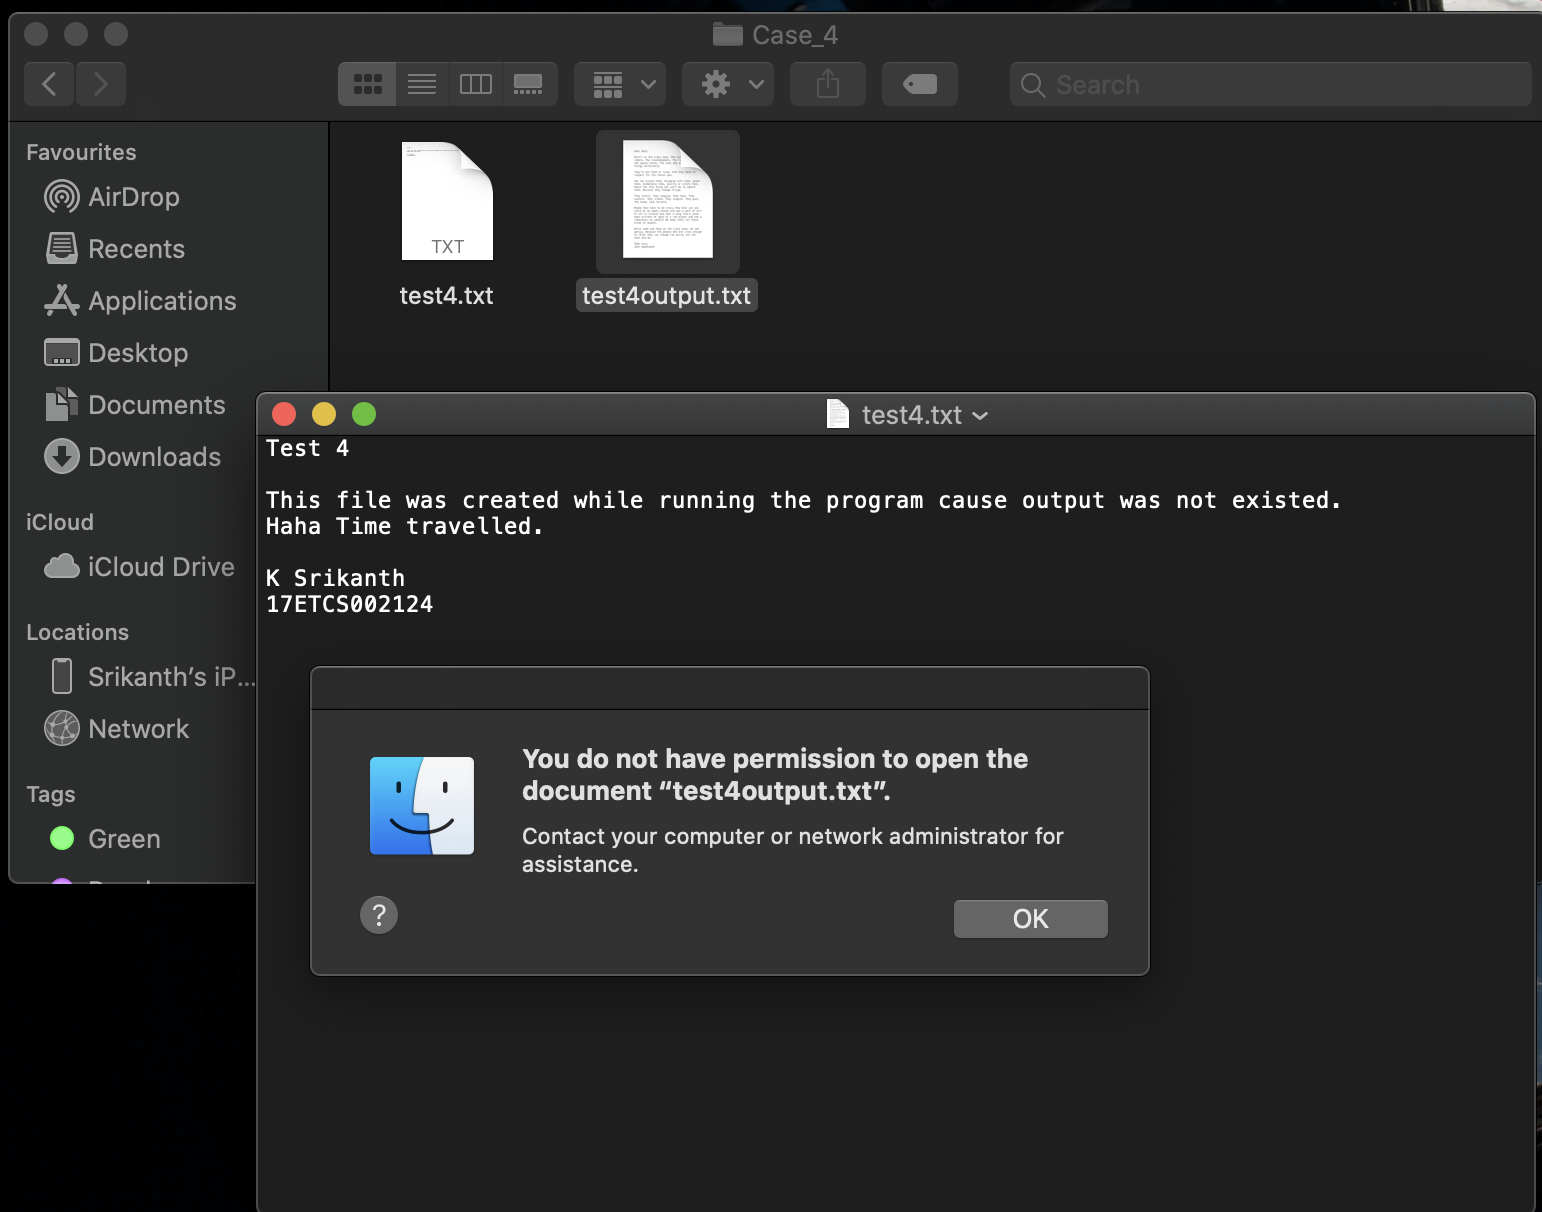 Case_4
Search
Favourites
AirDrop
Recents
Applications
Desktop
Documents
Downloads
iCloud
iCloud Drive
Locations
Srikanth's iP...
Network
Tags
Green
TXT
test4.txt
test4output.txt
test4.txt
Test 4
This file was created while running the program cause output was not existed.
Haha Time travelled.
K Srikanth
17ETCS002124
You do not have permission to open the
document “test4output.txt”.
Contact your computer or network administrator for
assistance.
?
OK